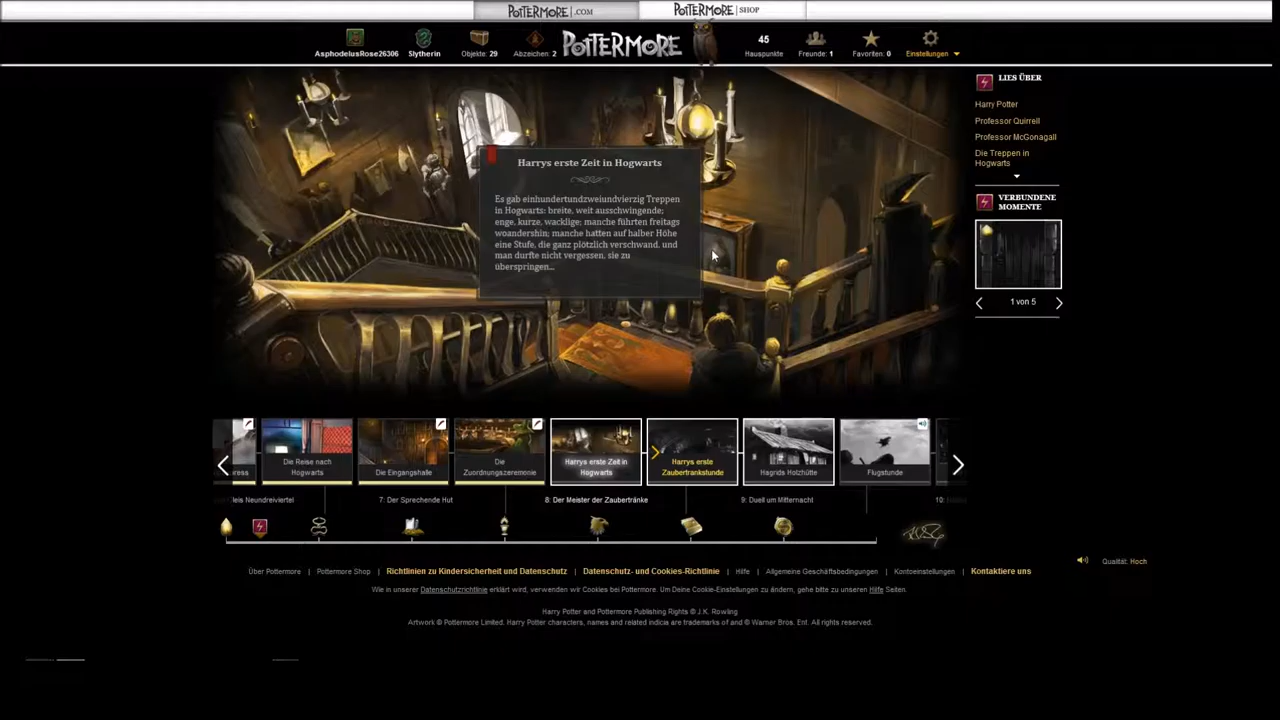 POTTERMORE|.COM
POTTERMORE|SHOP
AsphodelusRose26306
Slytherin
Objekte: 29
Abzeichen: 2
POTTERMORE
45
Hauspunkte
Freunde: 1
Favoriten: 0
Einstellungen
LIES ÜBER
Harry Potter
Professor Quirrell
Professor McGonagall
Die Treppen in
Hogwarts
VERBUNDENE
MOMENTE
1 von 5
Harrys erste Zeit in Hogwarts
Es gab einhundertundzweiundvierzig Treppen
in Hogwarts: breite, weit ausschwingende;
enge, kurze, wacklige; manche führten freitags
woandershin; manche hatten auf halber Höhe
eine Stufe, die ganz plötzlich verschwand, und
man durfte nicht vergessen, sie zu
überspringen...
ress
Die Reise nach
Hogwarts
Die Eingangshalle
Die
Zuordnungszeremonie
Harrys erste Zeit in
Hogwarts
Harrys erste
Zaubertrankstunde
Hagrids Holzhütte
Flugstunde
leis Neundreiviertel
7: Der Sprechende Hut
8: Der Meister der Zaubertränke
9: Duell um Mitternacht
10:
Qualität: Hoch
Über Pottermore | Pottermore Shop | Richtlinien zu Kindersicherheit und Datenschutz | Datenschutz- und Cookies-Richtlinie | Hilfe | Allgemeine Geschäftsbedingungen | Kontoeinstellungen | Kontaktiere uns
Wie in unserer Datenschutzrichtlinie erklärt wird, verwenden wir Cookies bei Pottermore. Um Deine Cookie-Einstellungen zu ändern, gehe bitte zu unseren Hilfe Seiten.
Harry Potter and Pottermore Publishing Rights © J.K. Rowling
Artwork © Pottermore Limited. Harry Potter characters, names and related indicia are trademarks of and © Warner Bros. Ent. All rights reserved.